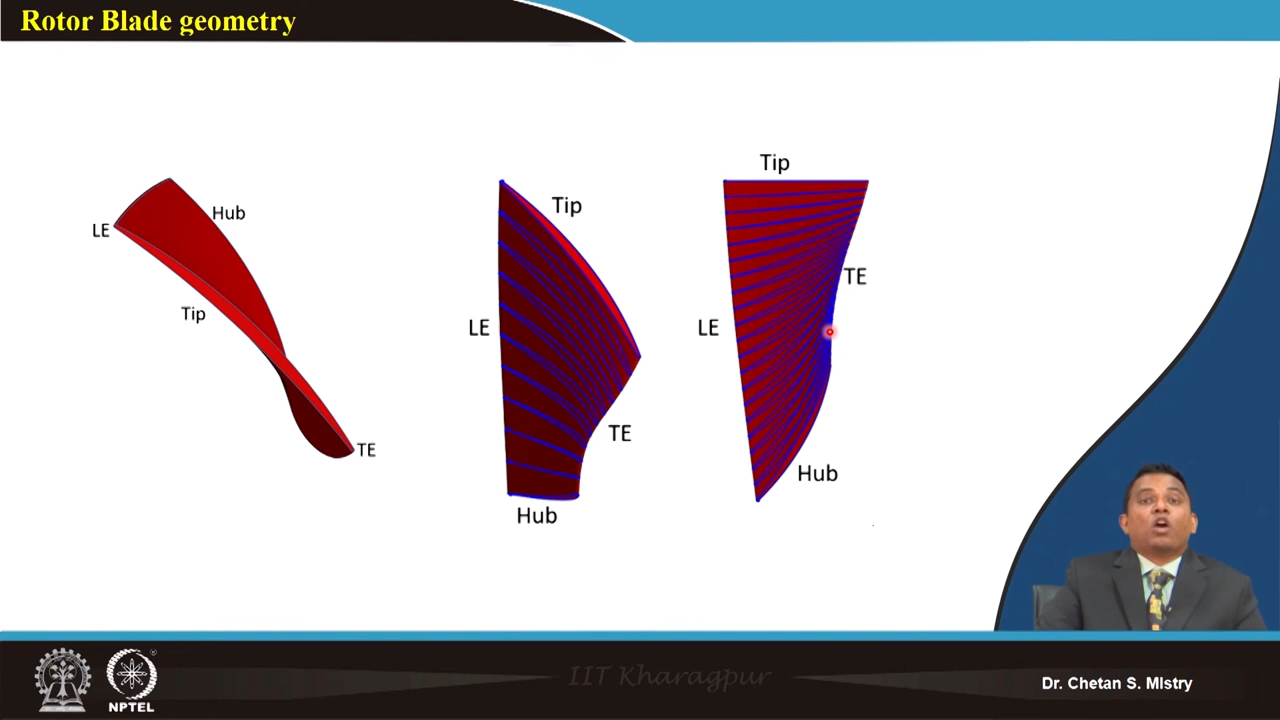 Rotor Blade geometry
LE
Hub
Tip
TE
Tip
LE
TE
Hub
Tip
TE
LE
Hub
NPTEL
IIT Kharagpur
Dr. Chetan S. MIstry